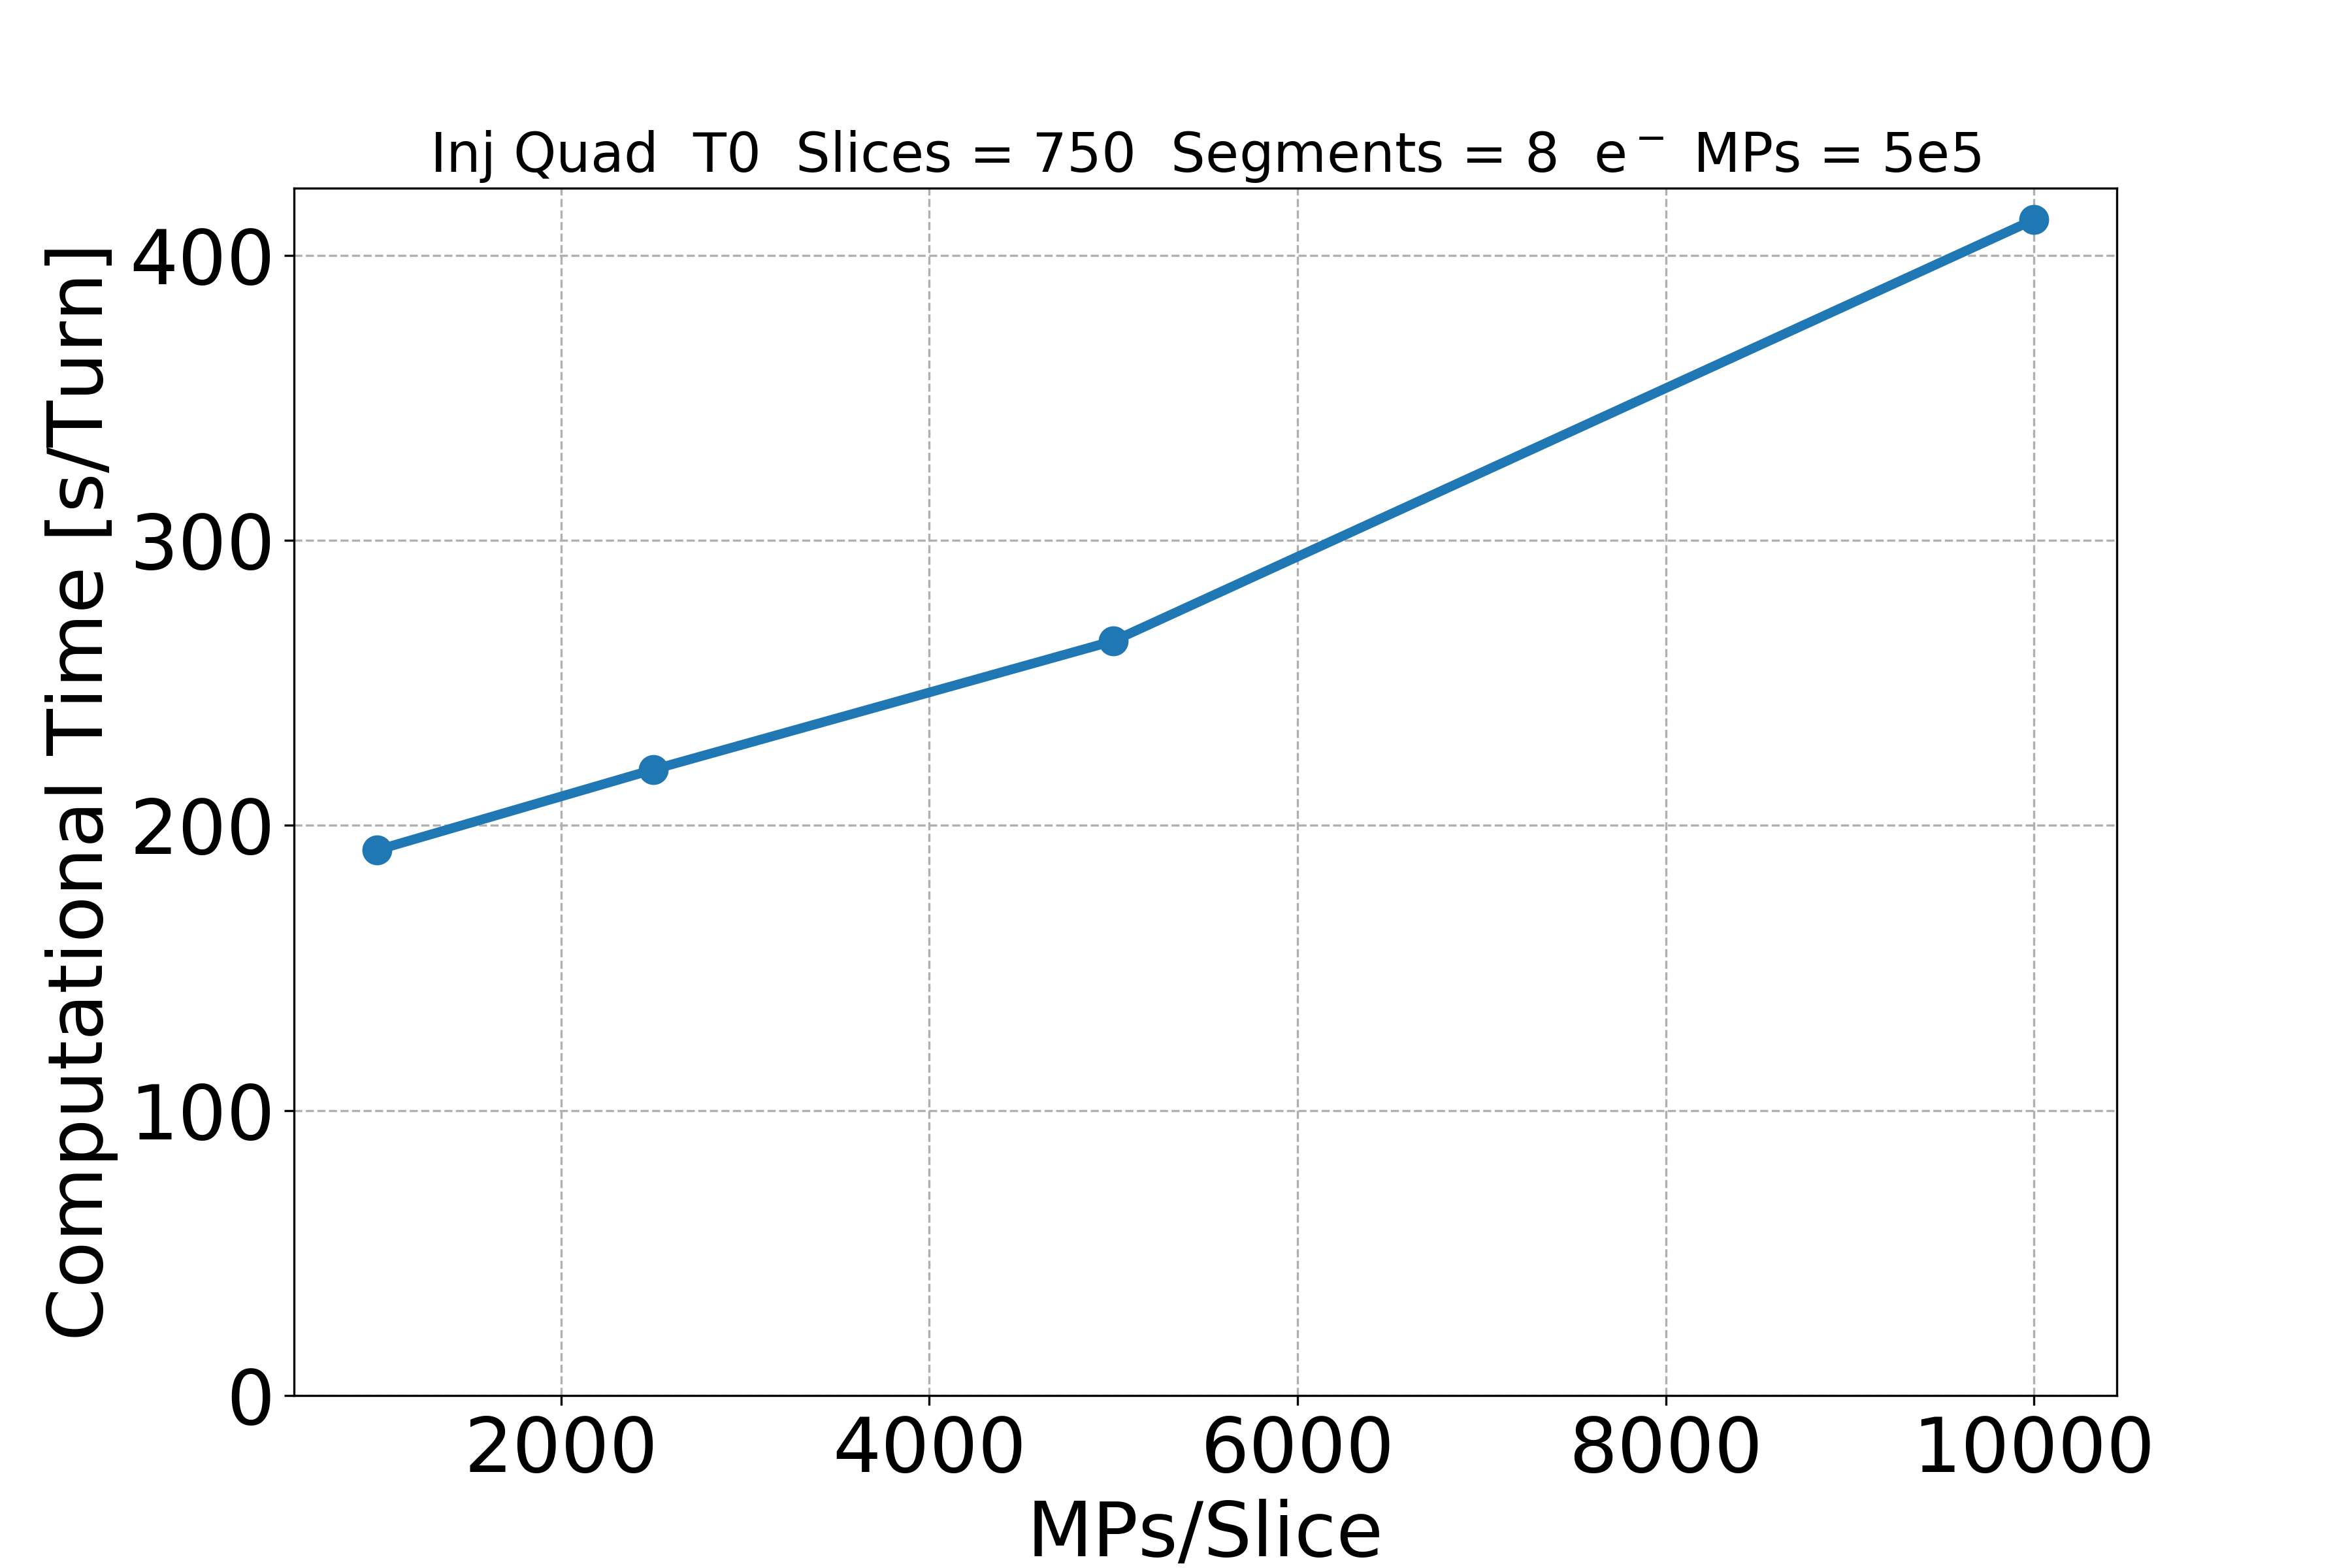 Inj Quad  T0  Slices = 750  Segments = 8  e⁻ MPs = 5e5
Computational Time [s/Turn]
400
300
200
100
0
2000 4000 6000 8000 10000
MPs/Slice